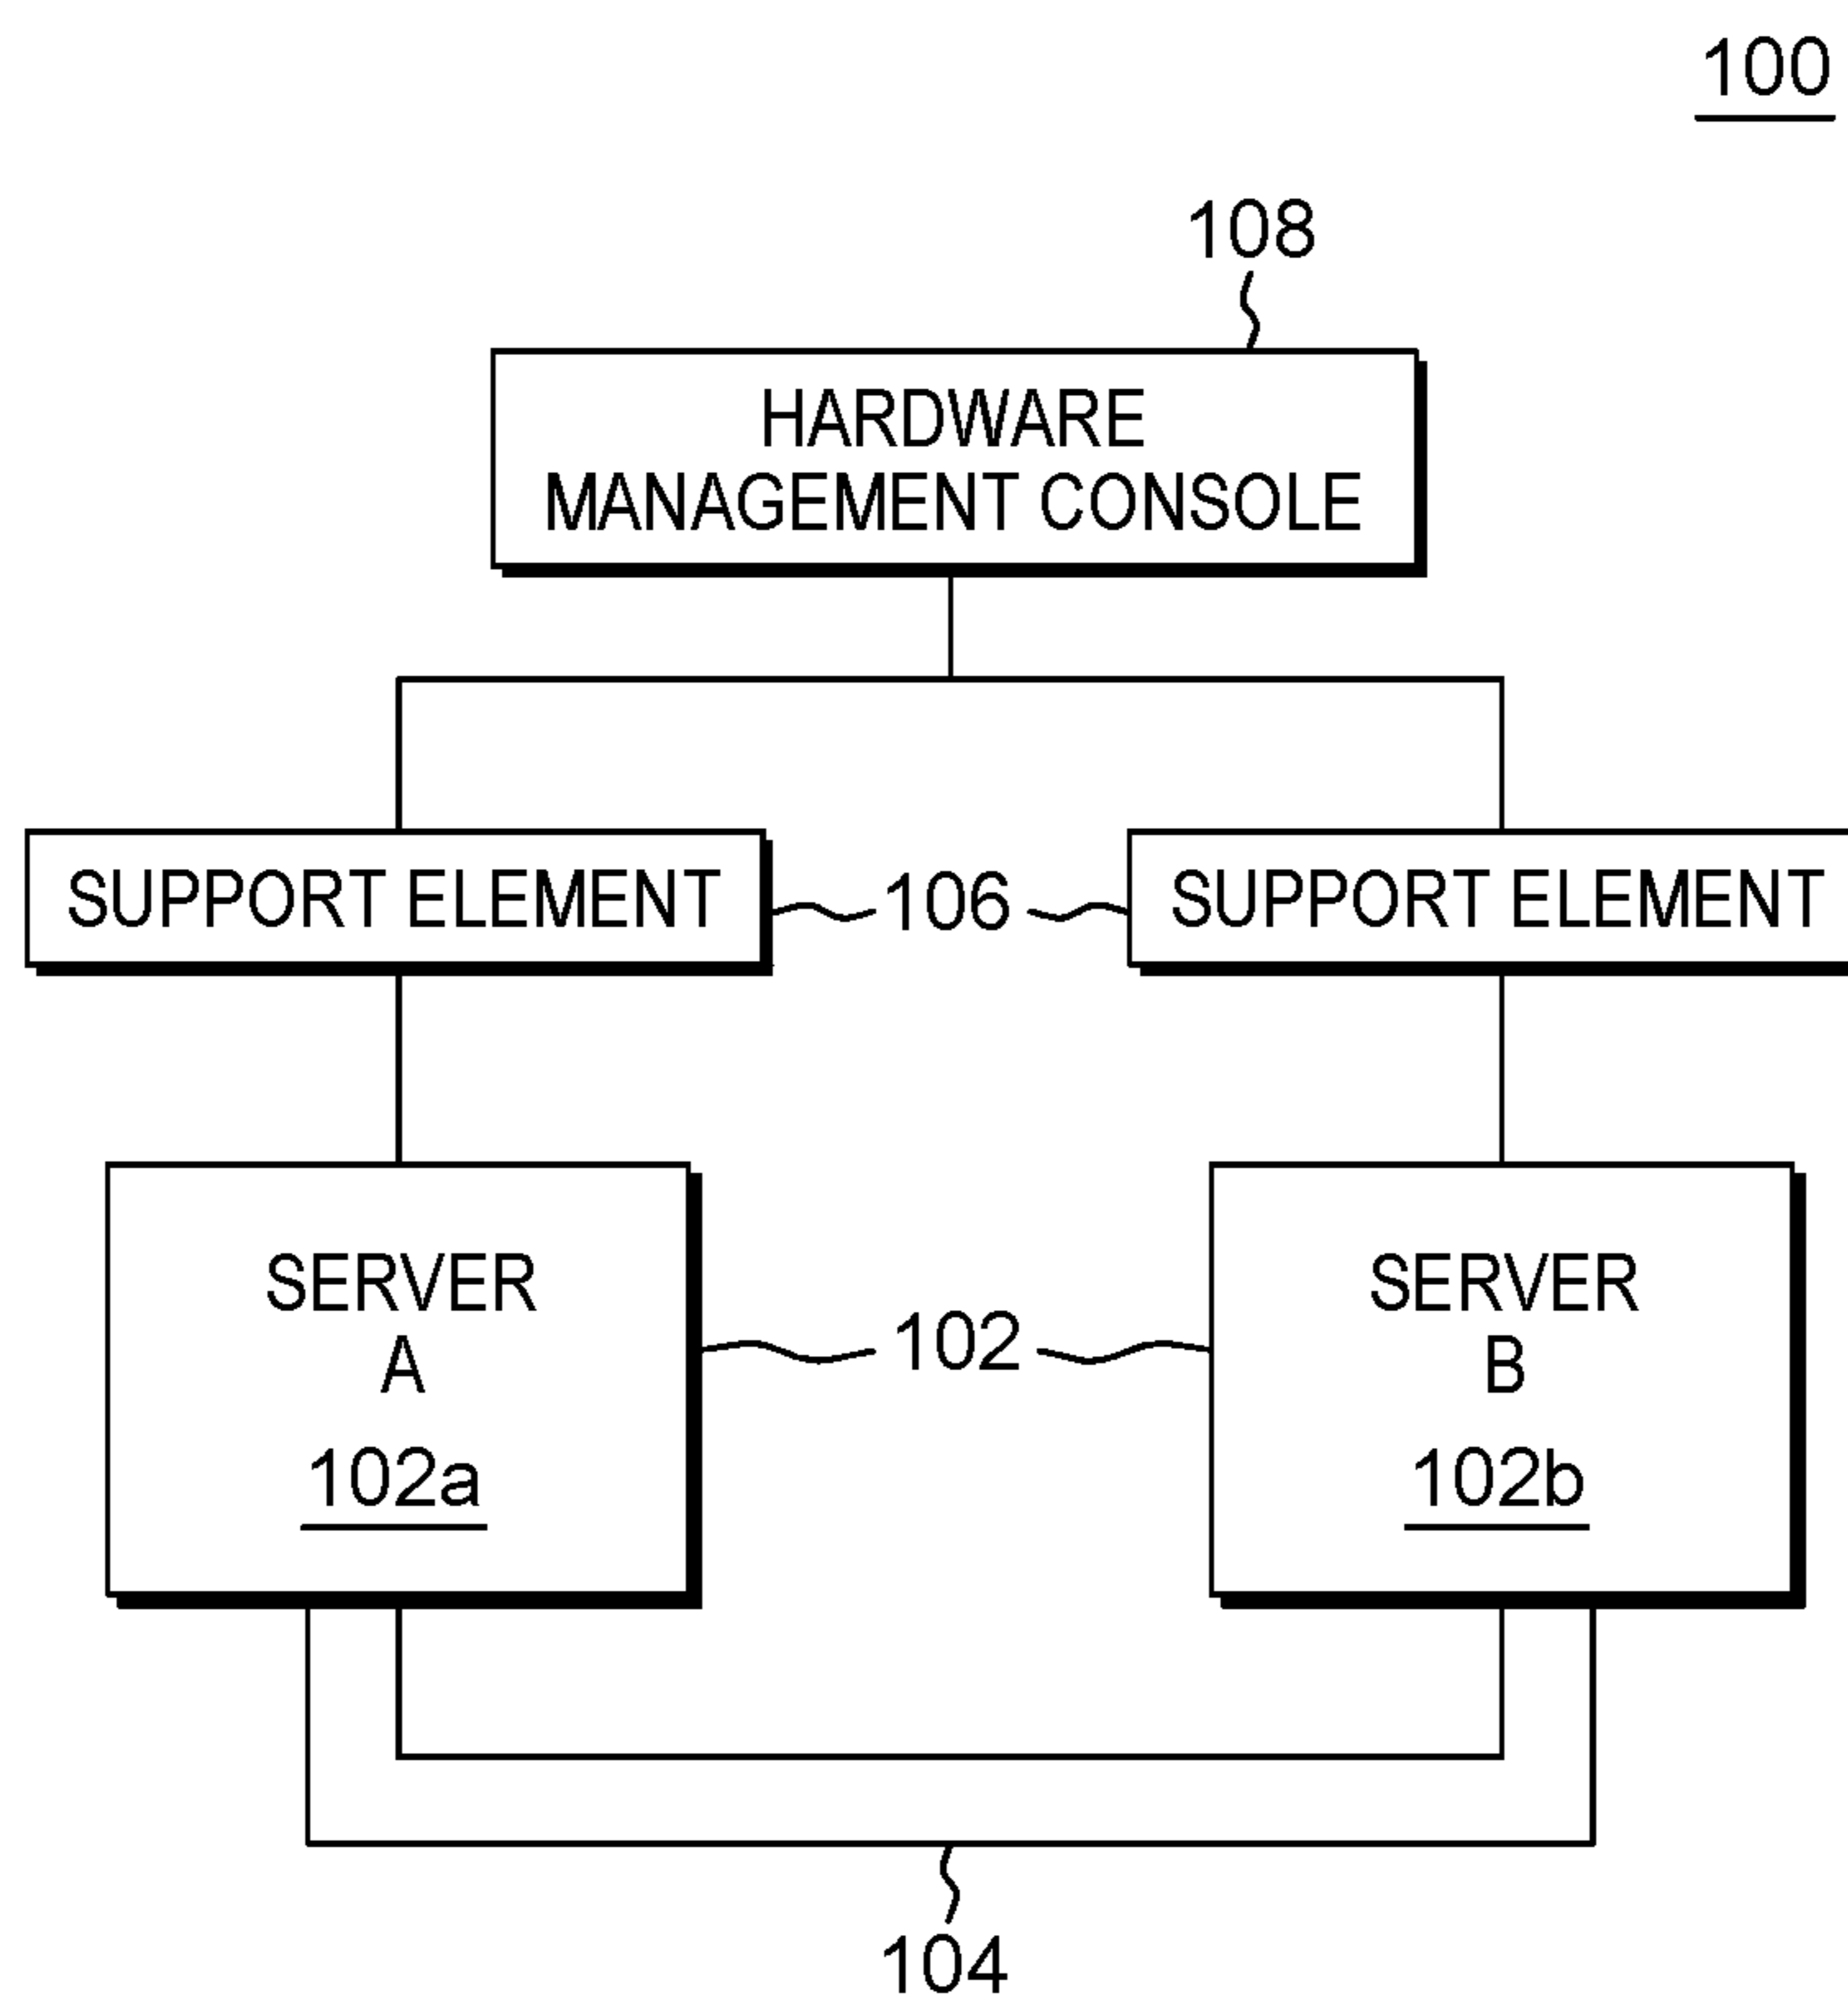 100
108
HARDWARE
MANAGEMENT CONSOLE
SUPPORT ELEMENT
106
SUPPORT ELEMENT
SERVER
A
102a
102
SERVER
B
102b
104